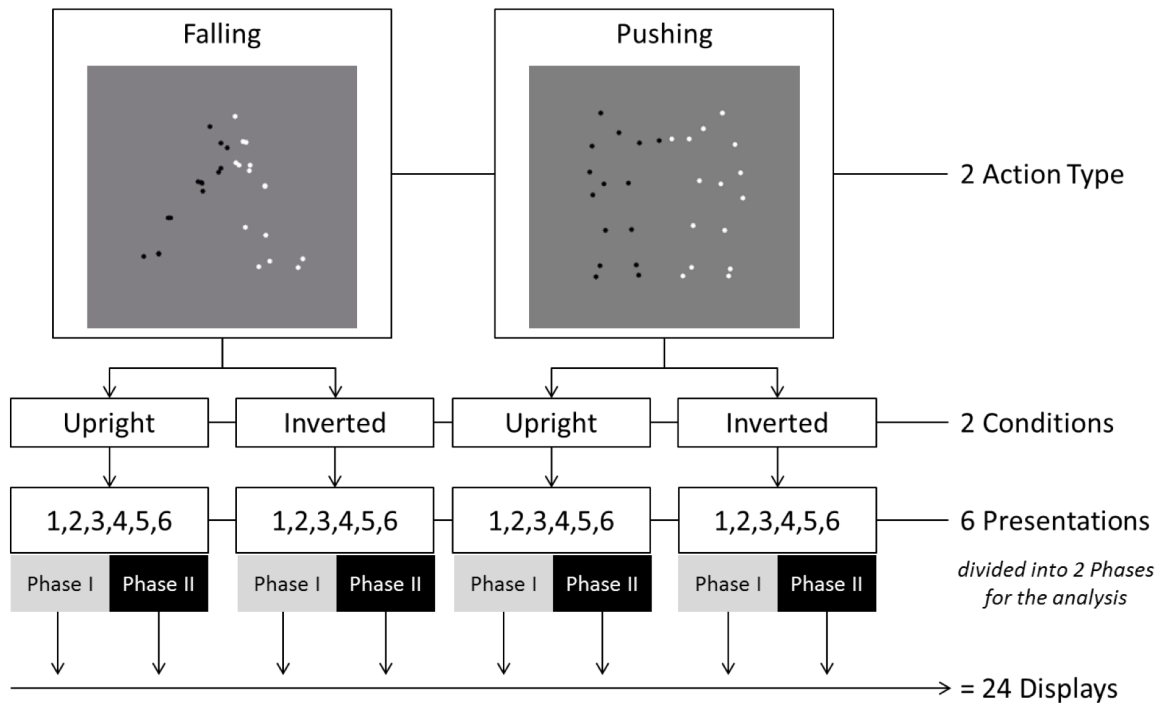 Falling
Pushing
2 Action Type
Upright
Inverted
Upright
Inverted
2 Conditions
1,2,3,4,5,6
1,2,3,4,5,6
1,2,3,4,5,6
1,2,3,4,5,6
6 Presentations
Phase I
Phase II
Phase I
Phase II
Phase I
Phase II
Phase I
Phase II
divided into 2 Phases
for the analysis
= 24 Displays